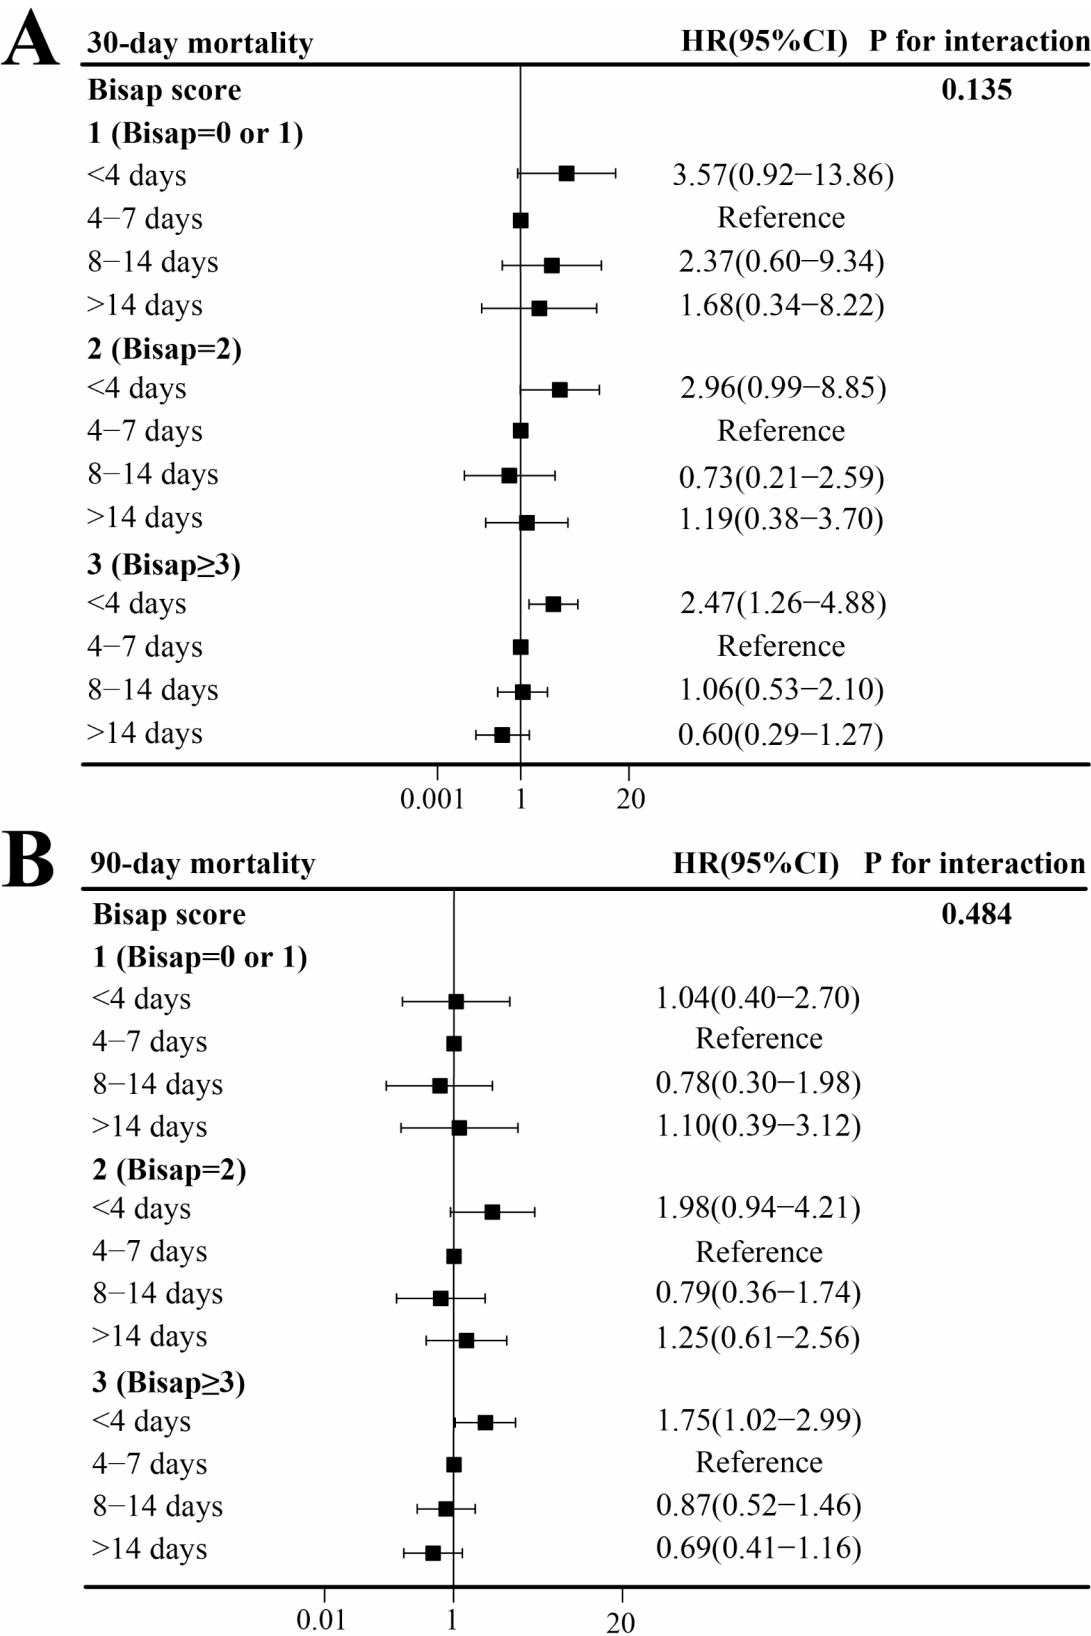 A
30-day mortality HR(95%CI) P for interaction
Bisap score 0.135
1 (Bisap=0 or 1)
<4 days 3.57(0.92−13.86)
4−7 days Reference
8−14 days 2.37(0.60−9.34)
>14 days 1.68(0.34−8.22)
2 (Bisap=2)
<4 days 2.96(0.99−8.85)
4−7 days Reference
8−14 days 0.73(0.21−2.59)
>14 days 1.19(0.38−3.70)
3 (Bisap≥3)
<4 days 2.47(1.26−4.88)
4−7 days Reference
8−14 days 1.06(0.53−2.10)
>14 days 0.60(0.29−1.27)
0.001 1 20
B
90-day mortality HR(95%CI) P for interaction
Bisap score 0.484
1 (Bisap=0 or 1)
<4 days 1.04(0.40−2.70)
4−7 days Reference
8−14 days 0.78(0.30−1.98)
>14 days 1.10(0.39−3.12)
2 (Bisap=2)
<4 days 1.98(0.94−4.21)
4−7 days Reference
8−14 days 0.79(0.36−1.74)
>14 days 1.25(0.61−2.56)
3 (Bisap≥3)
<4 days 1.75(1.02−2.99)
4−7 days Reference
8−14 days 0.87(0.52−1.46)
>14 days 0.69(0.41−1.16)
0.01 1 20